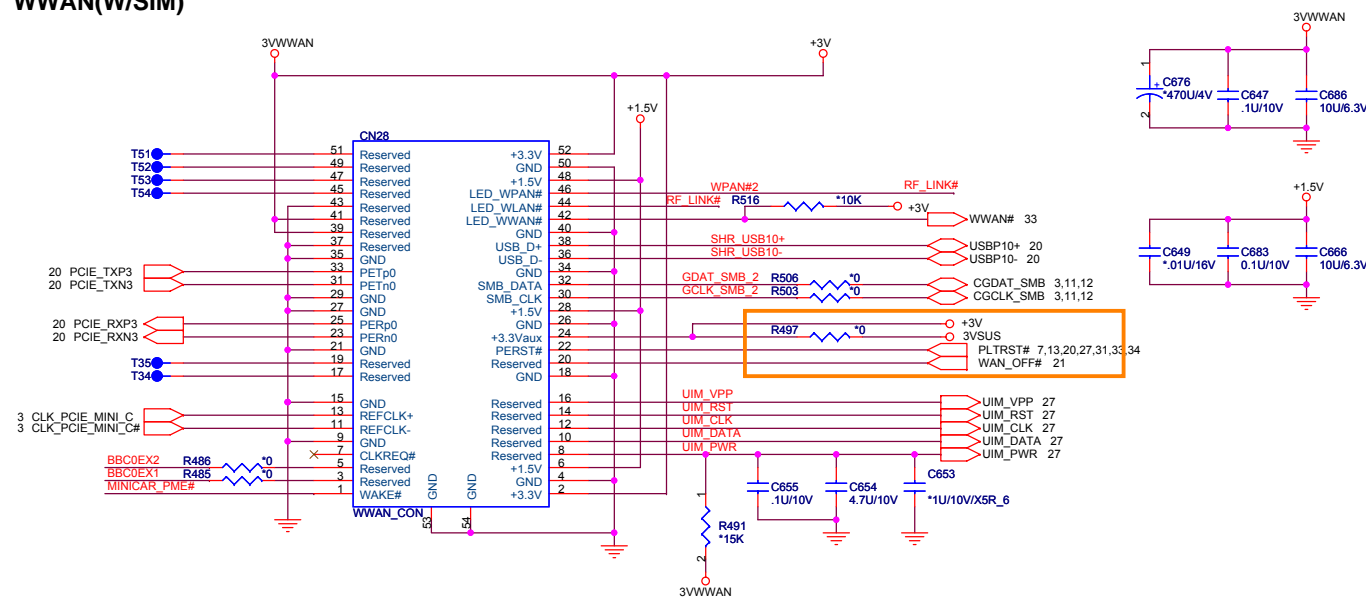 WWAN(W/SIM)
3VWWAN
+3V
3VWWAN
+1.5V
C676
*470U/4V
1
2
C647
.1U/10V
C686
10U/6.3V
+1.5V
C649
*.01U/16V
C683
0.1U/10V
C666
10U/6.3V
CN28
T51 51 Reserved
T52 49 Reserved
T53 47 Reserved
T54 45 Reserved
43 Reserved
41 Reserved
39 Reserved
37 Reserved
35 GND
20 PCIE_TXP3 33 PETp0
20 PCIE_TXN3 31 PETn0
29 GND
27 GND
20 PCIE_RXP3 25 PERp0
20 PCIE_RXN3 23 PERn0
21 GND
T35 19 Reserved
T34 17 Reserved
15 GND
3 CLK_PCIE_MINI_C 13 REFCLK+
3 CLK_PCIE_MINI_C# 11 REFCLK-
9 GND
7 CLKREQ#
BBC0EX2 R486 *0 5 Reserved
BBC0EX1 R485 *0 3 Reserved
MINICAR_PME# 1 WAKE#
+3.3V 52
GND 50
+1.5V 48
LED_WPAN# 46 WPAN#2 RF_LINK#
LED_WLAN# 44 RF_LINK# R516 *10K +3V
LED_WWAN# 42 WWAN# 33
GND 40
USB_D+ 38 SHR_USB10+ USBP10+ 20
USB_D- 36 SHR_USB10- USBP10- 20
GND 34
SMB_DATA 32 GDAT_SMB_2 R506 *0 CGDAT_SMB 3,11,12
SMB_CLK 30 GCLK_SMB_2 R503 *0 CGCLK_SMB 3,11,12
+1.5V 28
GND 26 +3V
+3.3Vaux 24 R497 *0 3VSUS
PERST# 22 PLTRST# 7,13,20,27,31,33,34
Reserved 20 WAN_OFF# 21
GND 18
Reserved 16 UIM_VPP UIM_VPP 27
Reserved 14 UIM_RST UIM_RST 27
Reserved 12 UIM_CLK UIM_CLK 27
Reserved 10 UIM_DATA UIM_DATA 27
Reserved 8 UIM_PWR UIM_PWR 27
+1.5V 6
GND 4
+3.3V 2
GND 53
GND 54
WWAN_CON
1
R491
*15K
2
3VWWAN
C655
.1U/10V
C654
4.7U/10V
C653
*1U/10V/X5R_6